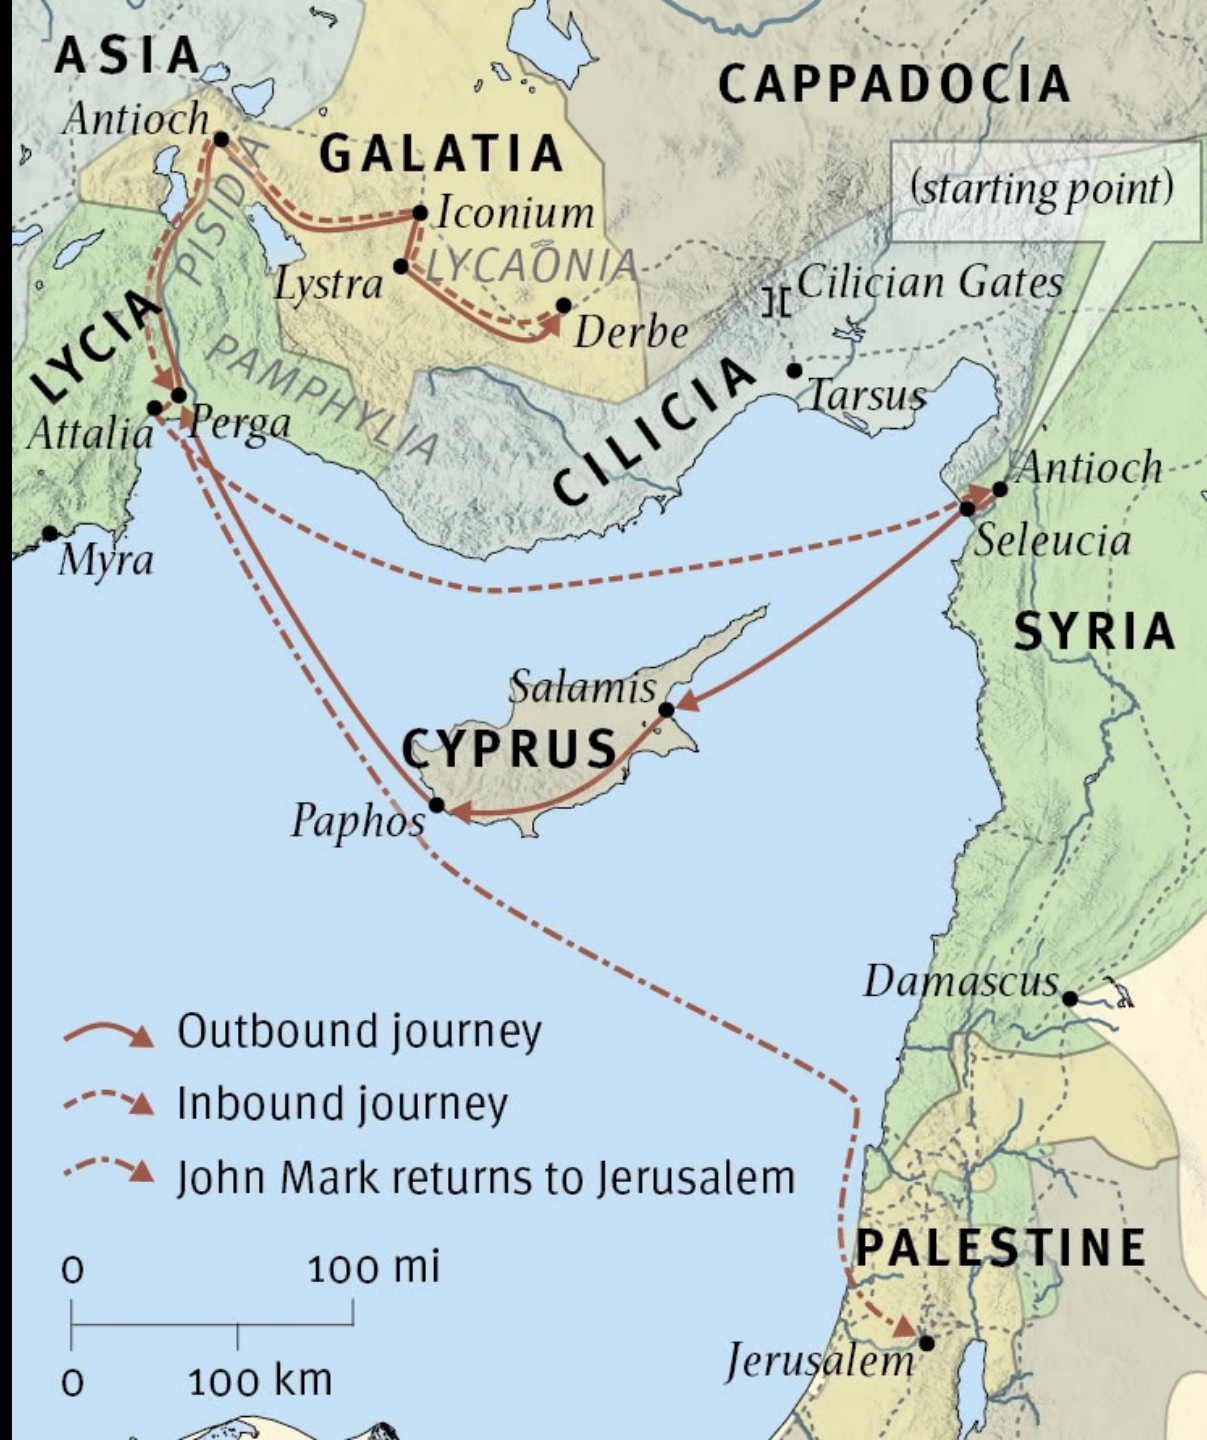 ASIA
CAPPADOCIA
Antioch
GALATIA
PISIDIA
(starting point)
Iconium
LYCAONIA
Lystra
Cilician Gates
Derbe
LYCIA
PAMPHYLIA
CILICIA
Tarsus
Attalia
Perga
Antioch
Myra
Seleucia
SYRIA
Salamis
CYPRUS
Paphos
Damascus
Outbound journey
Inbound journey
John Mark returns to Jerusalem
PALESTINE
0 100 mi
0 100 km
Jerusalem